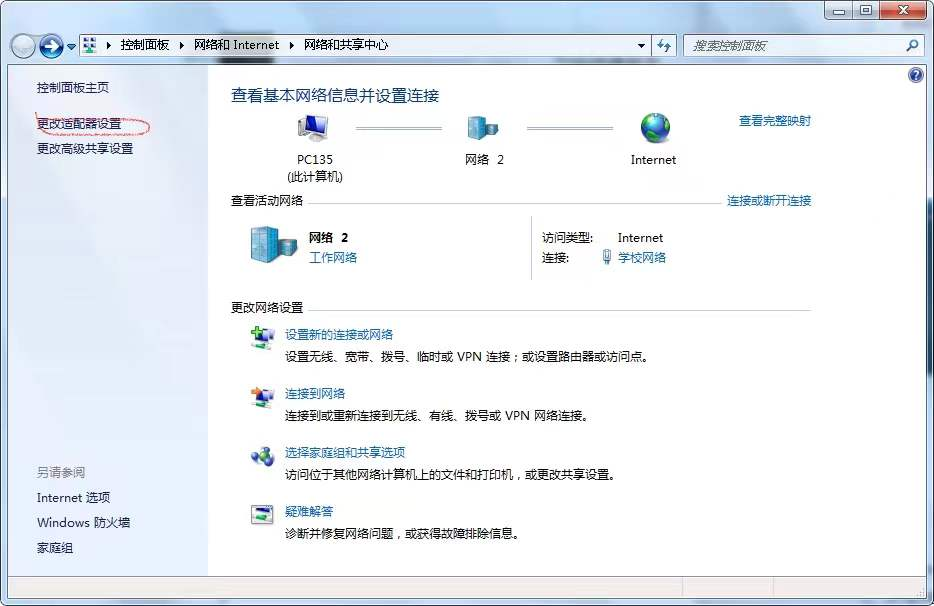 控制面板 ▸ 网络和 Internet ▸ 网络和共享中心
搜索控制面板
控制面板主页
更改适配器设置
更改高级共享设置
查看基本网络信息并设置连接
PC135
(此计算机)
网络 2
Internet
查看完整映射
查看活动网络
连接或断开连接
网络 2
工作网络
访问类型: Internet
连接: 学校网络
更改网络设置
设置新的连接或网络
设置无线、宽带、拨号、临时或 VPN 连接；或设置路由器或访问点。
连接到网络
连接到或重新连接到无线、有线、拨号或 VPN 网络连接。
选择家庭组和共享选项
访问位于其他网络计算机上的文件和打印机，或更改共享设置。
疑难解答
诊断并修复网络问题，或获得故障排除信息。
另请参阅
Internet 选项
Windows 防火墙
家庭组